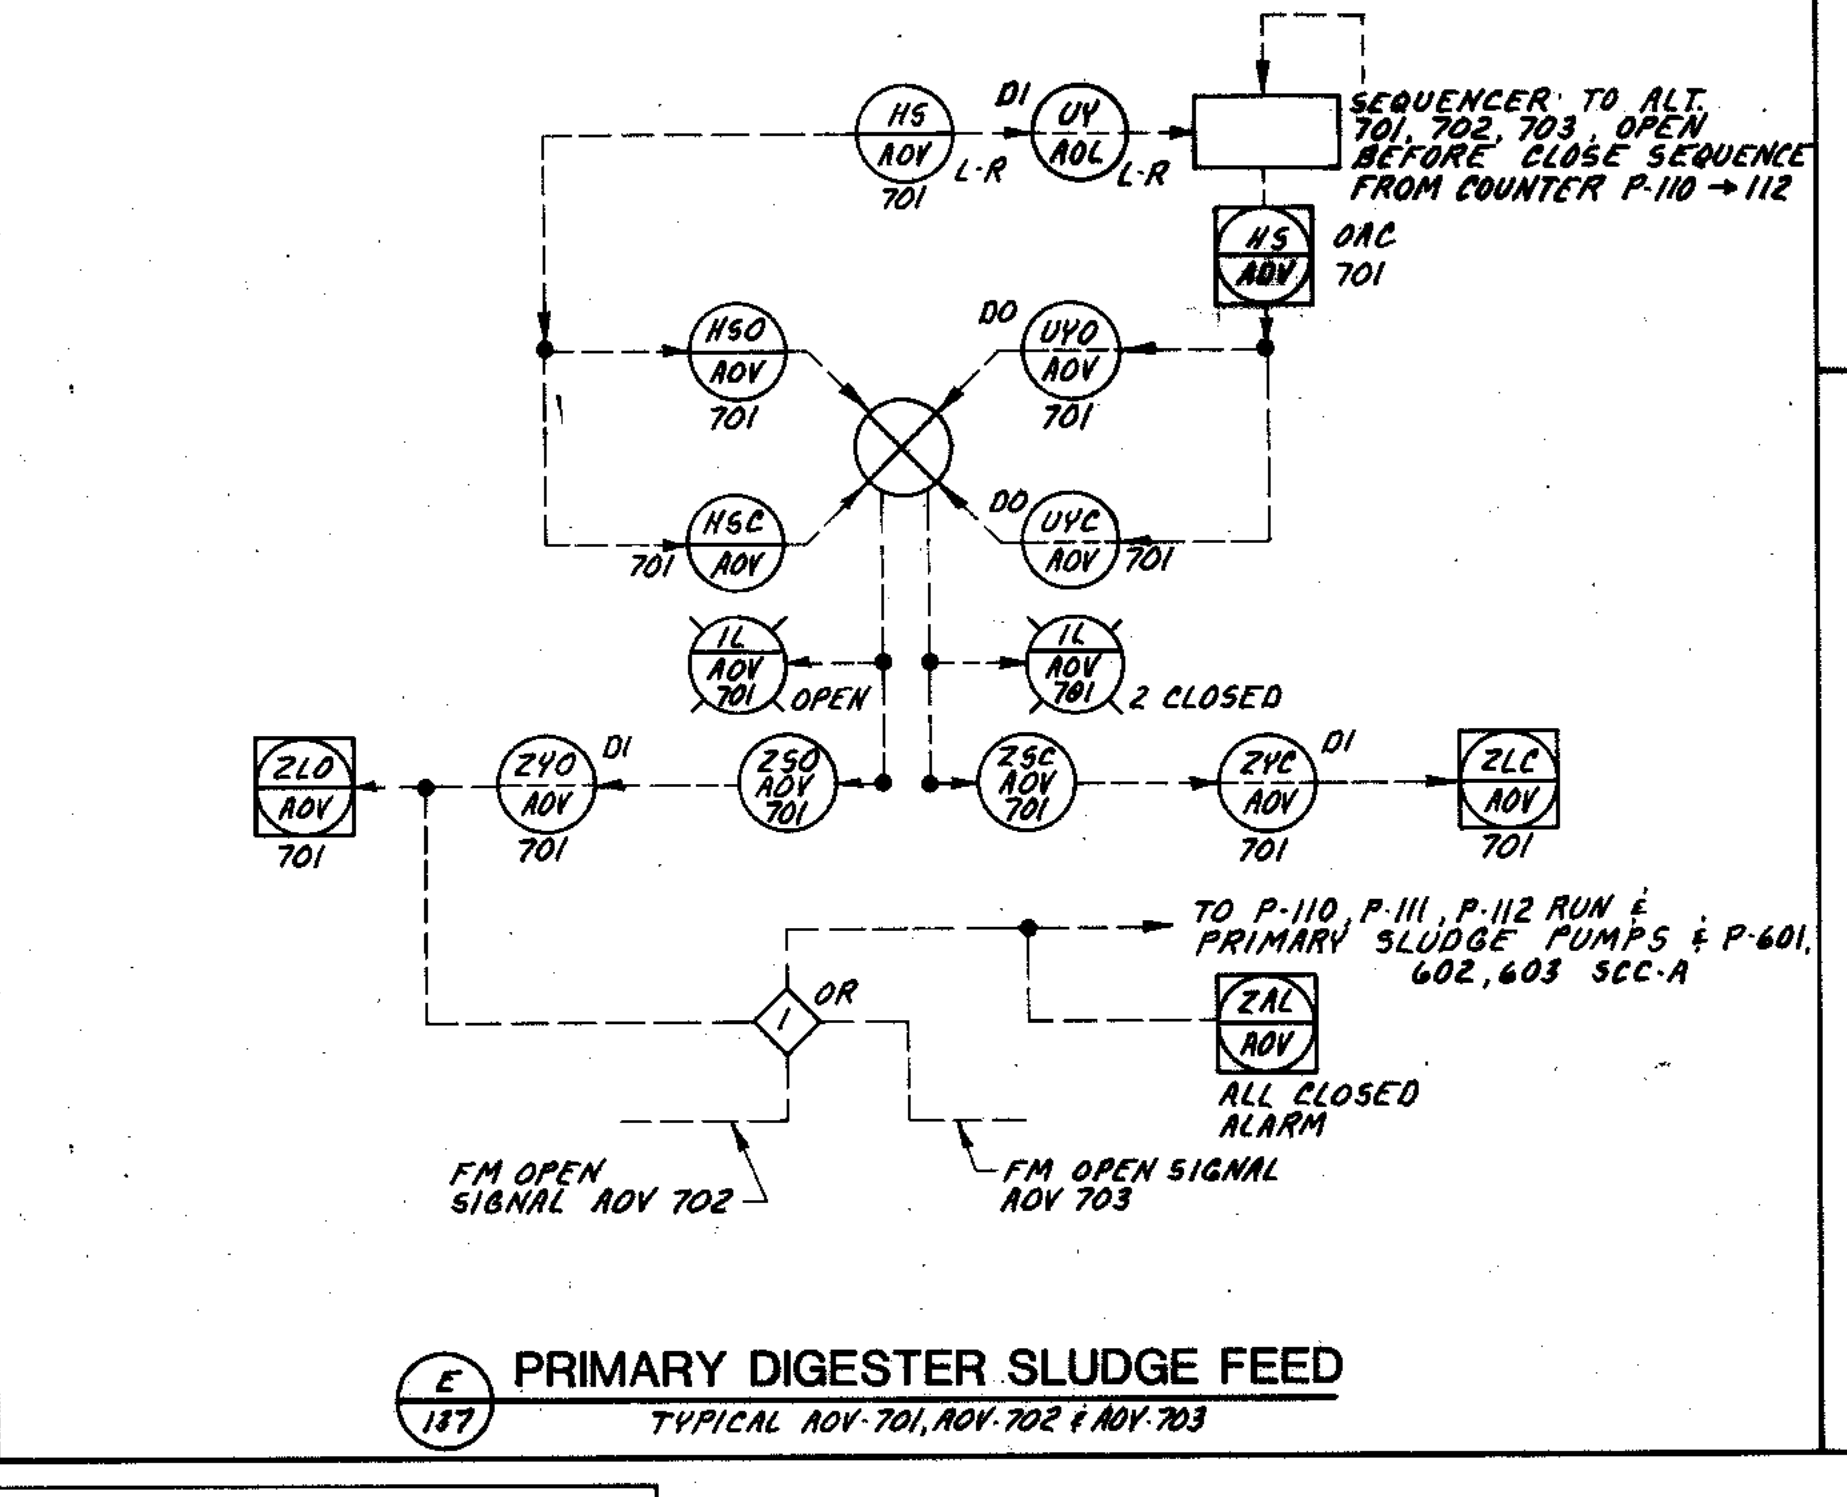 HS
AOV
701
L-R
DI
UY
AOL
L-R
SEQUENCER TO ALT.
701, 702, 703, OPEN
BEFORE CLOSE SEQUENCE
FROM COUNTER P-110 → 112
HS
AOV
OAC
701
HSO
AOV
701
DO
UYO
AOV
701
HSC
AOV
701
DO
UYC
AOV
701
IL
AOV
701
OPEN
IL
AOV
701
2 CLOSED
ZLO
AOV
701
ZYO
AOV
701
DI
ZSO
AOV
701
ZSC
AOV
701
ZYC
AOV
701
DI
ZLC
AOV
701
TO P-110, P-111, P-112 RUN &
PRIMARY SLUDGE PUMPS & P-601,
602, 603 SCC-A
1
OR
ZAL
AOV
ALL CLOSED
ALARM
FM OPEN
SIGNAL AOV 702
FM OPEN SIGNAL
AOV 703
E
137
PRIMARY DIGESTER SLUDGE FEED
TYPICAL AOV-701, AOV-702 & AOV-703